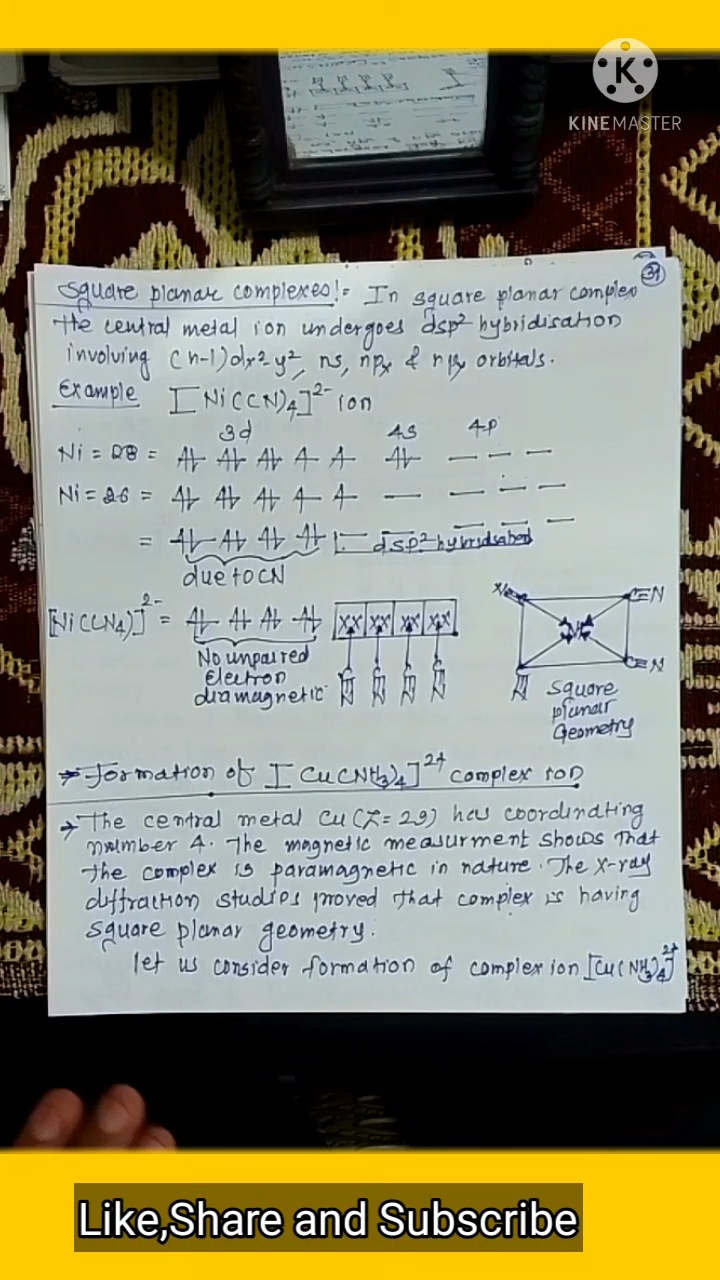 KINEMASTER
31
Square planar complexes:= In square planar complex
the central metal ion undergoes dsp² hybridisation
involving (n-1)dx²-y², ns, npx & npy orbitals.
Example [Ni(CN)4]²⁻ ion
3d 4s 4p
Ni = 28 =
Ni = 26 =
= dsp² hybridisation
due to CN
[Ni(CN4)]²⁻ = xx xx xx xx
No unpaired
Electron
diamagnetic
C≡N
C≡N
Square
planar
Geometry
→ Formation of [Cu(NH3)4]²⁺ complex ion
→ The central metal Cu(Z=29) has coordinating
number 4. The magnetic measurment shows that
the complex is paramagnetic in nature. The X-ray
diffraction studies proved that complex is having
square planar geometry.
let us consider formation of complex ion [Cu(NH3)4]²⁺
Like,Share and Subscribe